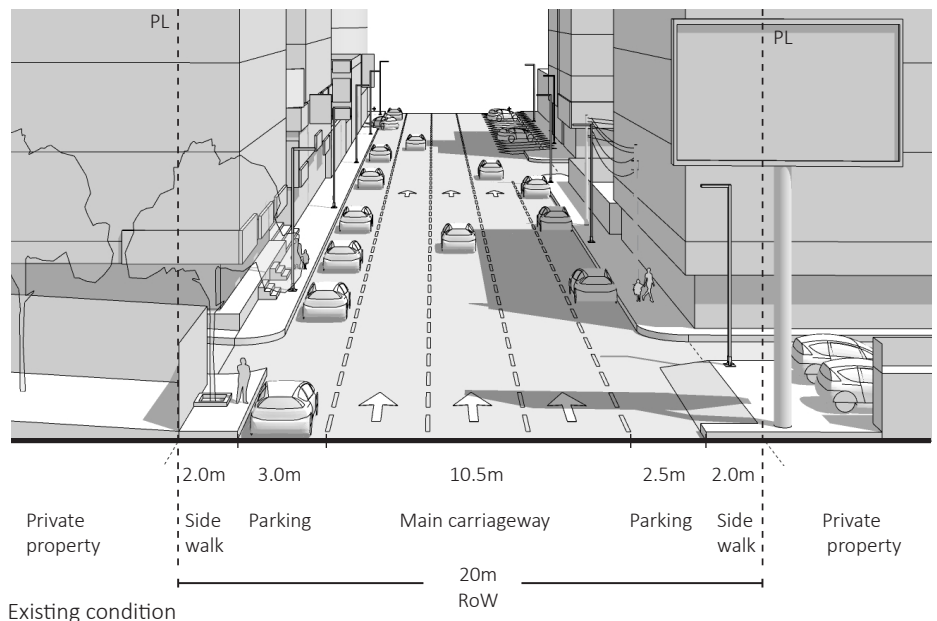 PL
PL
2.0m 3.0m 10.5m 2.5m 2.0m
Private property
Side walk
Parking
Main carriageway
Parking
Side walk
Private property
20m
RoW
Existing condition